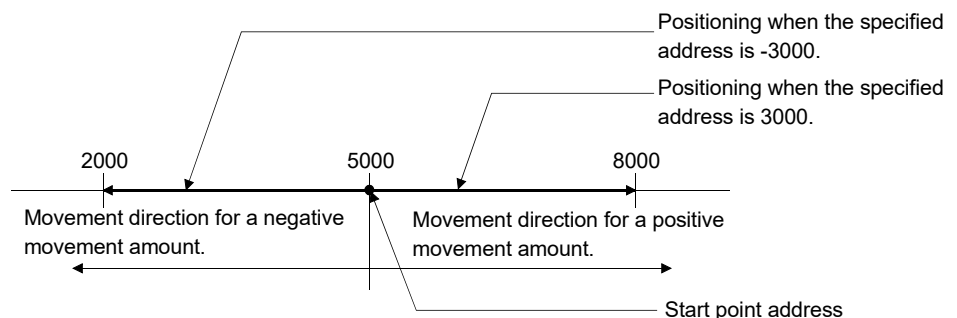 Positioning when the specified
address is -3000.
Positioning when the specified
address is 3000.
2000
5000
8000
Movement direction for a negative
movement amount.
Movement direction for a positive
movement amount.
Start point address